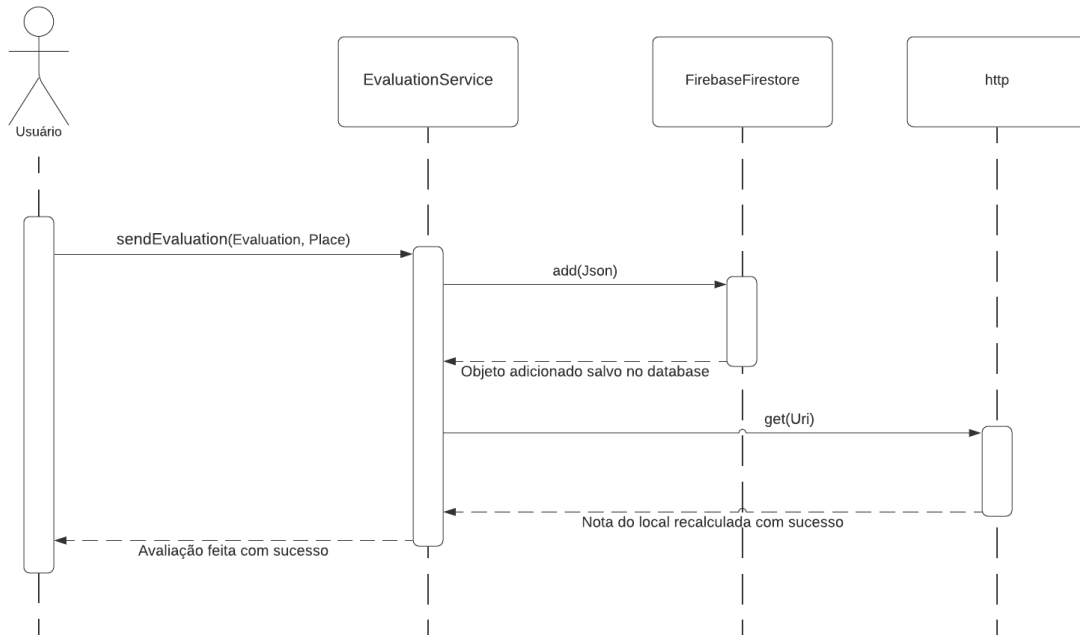 Usuário
EvaluationService
FirebaseFirestore
http
sendEvaluation(Evaluation, Place)
add(Json)
Objeto adicionado salvo no database
get(Uri)
Nota do local recalculada com sucesso
Avaliação feita com sucesso